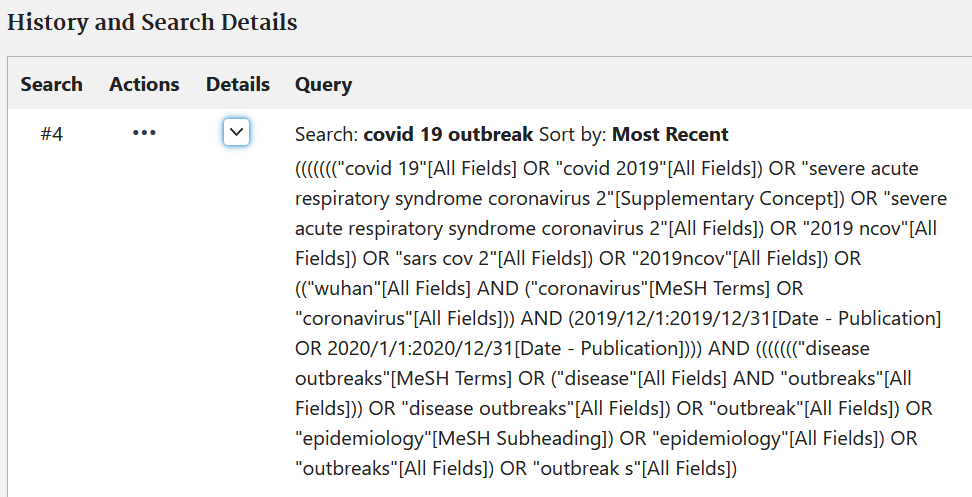 History and Search Details
Search Actions Details Query
#4 ••• Search: covid 19 outbreak Sort by: Most Recent
((((((("covid 19"[All Fields] OR "covid 2019"[All Fields]) OR "severe acute
respiratory syndrome coronavirus 2"[Supplementary Concept]) OR "severe
acute respiratory syndrome coronavirus 2"[All Fields]) OR "2019 ncov"[All
Fields]) OR "sars cov 2"[All Fields]) OR "2019ncov"[All Fields]) OR
(("wuhan"[All Fields] AND ("coronavirus"[MeSH Terms] OR
"coronavirus"[All Fields])) AND (2019/12/1:2019/12/31[Date - Publication]
OR 2020/1/1:2020/12/31[Date - Publication]))) AND ((((((("disease
outbreaks"[MeSH Terms] OR ("disease"[All Fields] AND "outbreaks"[All
Fields])) OR "disease outbreaks"[All Fields]) OR "outbreak"[All Fields]) OR
"epidemiology"[MeSH Subheading]) OR "epidemiology"[All Fields]) OR
"outbreaks"[All Fields]) OR "outbreak s"[All Fields])